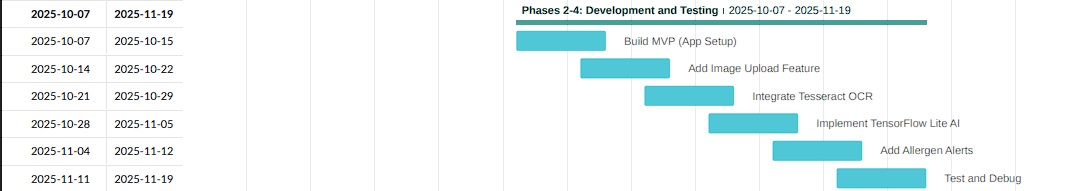 2025-10-07 2025-11-19 Phases 2-4: Development and Testing | 2025-10-07 - 2025-11-19
2025-10-07 2025-10-15 Build MVP (App Setup)
2025-10-14 2025-10-22 Add Image Upload Feature
2025-10-21 2025-10-29 Integrate Tesseract OCR
2025-10-28 2025-11-05 Implement TensorFlow Lite AI
2025-11-04 2025-11-12 Add Allergen Alerts
2025-11-11 2025-11-19 Test and Debug